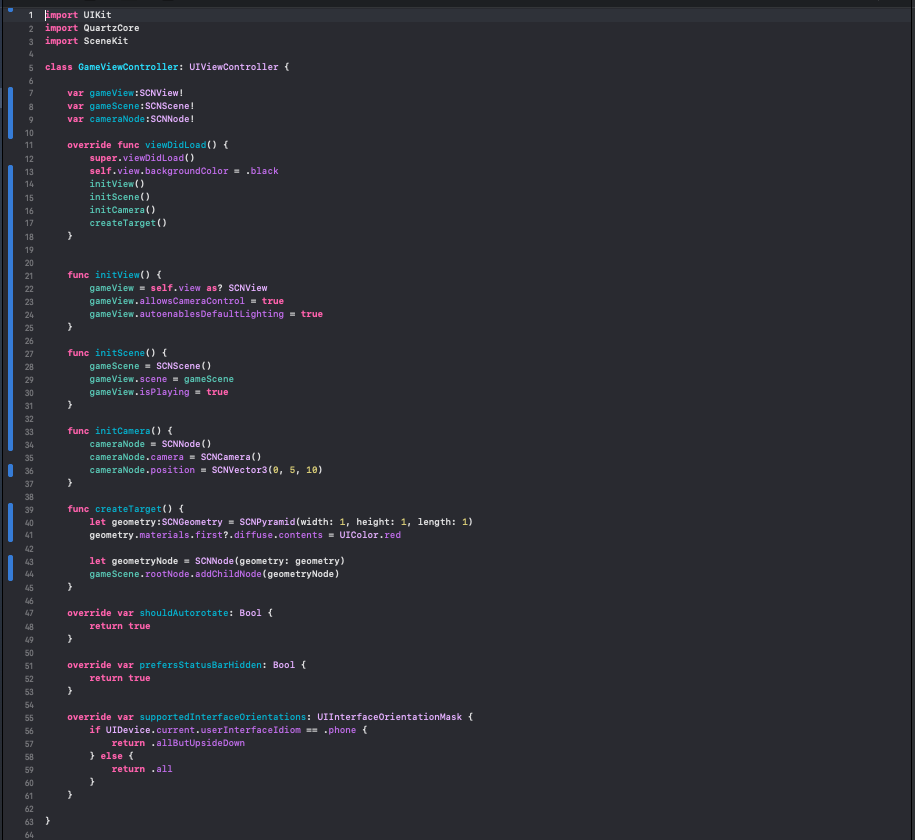 1 import UIKit
2 import QuartzCore
3 import SceneKit
4
5 class GameViewController: UIViewController {
6
7     var gameView:SCNView!
8     var gameScene:SCNScene!
9     var cameraNode:SCNNode!
10
11     override func viewDidLoad() {
12         super.viewDidLoad()
13         self.view.backgroundColor = .black
14         initView()
15         initScene()
16         initCamera()
17         createTarget()
18     }
19
20
21     func initView() {
22         gameView = self.view as? SCNView
23         gameView.allowsCameraControl = true
24         gameView.autoenablesDefaultLighting = true
25     }
26
27     func initScene() {
28         gameScene = SCNScene()
29         gameView.scene = gameScene
30         gameView.isPlaying = true
31     }
32
33     func initCamera() {
34         cameraNode = SCNNode()
35         cameraNode.camera = SCNCamera()
36         cameraNode.position = SCNVector3(0, 5, 10)
37     }
38
39     func createTarget() {
40         let geometry:SCNGeometry = SCNPyramid(width: 1, height: 1, length: 1)
41         geometry.materials.first?.diffuse.contents = UIColor.red
42
43         let geometryNode = SCNNode(geometry: geometry)
44         gameScene.rootNode.addChildNode(geometryNode)
45     }
46
47     override var shouldAutorotate: Bool {
48         return true
49     }
50
51     override var prefersStatusBarHidden: Bool {
52         return true
53     }
54
55     override var supportedInterfaceOrientations: UIInterfaceOrientationMask {
56         if UIDevice.current.userInterfaceIdiom == .phone {
57             return .allButUpsideDown
58         } else {
59             return .all
60         }
61     }
62
63 }
64